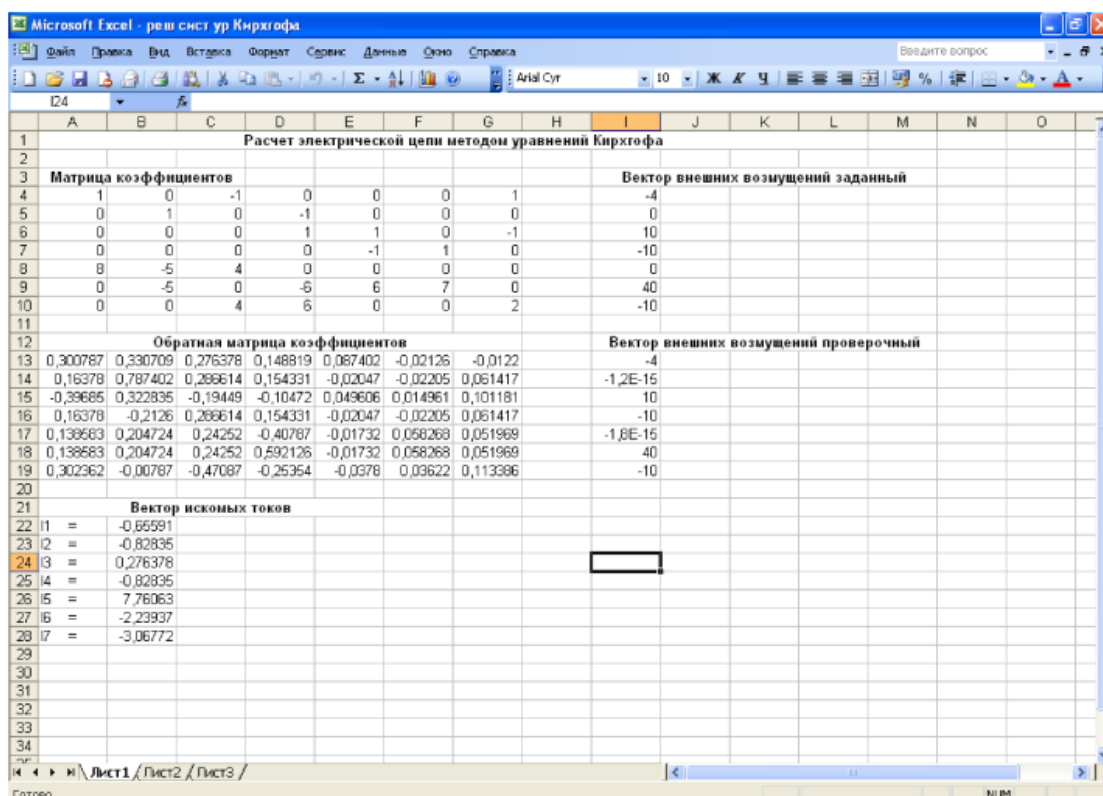 Microsoft Excel - реш сист ур Кирхгофа
Файл Правка Вид Вставка Формат Сервис Данные Окно Справка Введите вопрос
Arial Cyr 10 Ж К Ч
I24 fx
A B C D E F G H I J K L M N O
1 Расчет электрической цепи методом уравнений Кирхгофа
2
3 Матрица коэффициентов Вектор внешних возмущений заданный
4 1 0 -1 0 0 0 1 -4
5 0 1 0 -1 0 0 0 0
6 0 0 0 1 1 0 -1 10
7 0 0 0 0 -1 1 0 -10
8 8 -5 4 0 0 0 0 0
9 0 -5 0 -6 6 7 0 40
10 0 0 4 6 0 0 2 -10
11
12 Обратная матрица коэффициентов Вектор внешних возмущений проверочный
13 0,300787 0,330709 0,276378 0,148819 0,087402 -0,02126 -0,0122 -4
14 0,16378 0,787402 0,286614 0,154331 -0,02047 -0,02205 0,061417 -1,2E-15
15 -0,39685 0,322835 -0,19449 -0,10472 0,049606 0,014961 0,101181 10
16 0,16378 -0,2126 0,286614 0,154331 -0,02047 -0,02205 0,061417 -10
17 0,138583 0,204724 0,24252 -0,40787 -0,01732 0,058268 0,051969 -1,8E-15
18 0,138583 0,204724 0,24252 0,592126 -0,01732 0,058268 0,051969 40
19 0,302362 -0,00787 -0,47087 -0,25354 -0,0378 0,03622 0,113386 -10
20
21 Вектор искомых токов
22 I1 = -0,65591
23 I2 = -0,82835
24 I3 = 0,276378
25 I4 = -0,82835
26 I5 = 7,76063
27 I6 = -2,23937
28 I7 = -3,06772
29
30
31
32
33
34
Лист1 Лист2 Лист3
Готово NUM